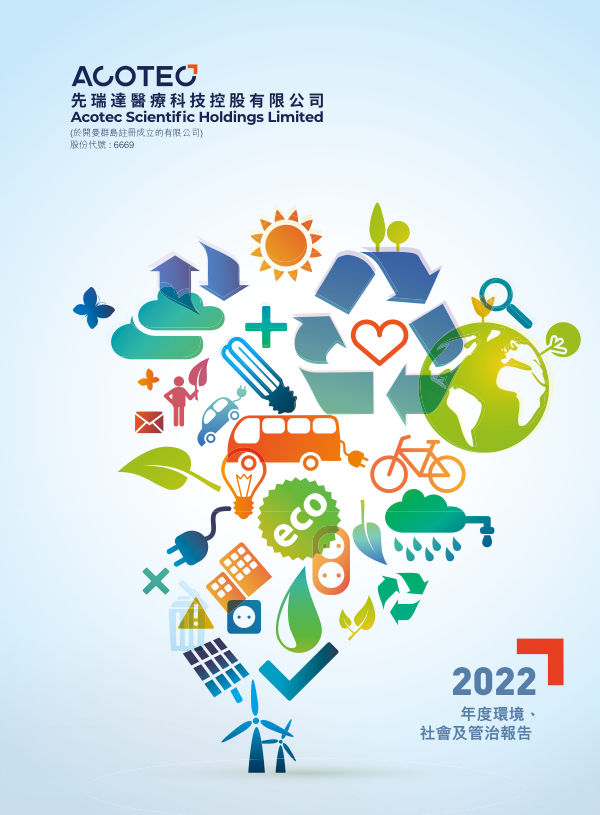 ACOTEC
先瑞達醫療科技控股有限公司
Acotec Scientific Holdings Limited
(於開曼群島註冊成立的有限公司)
股份代號 : 6669
eco
2022
年度環境、
社會及管治報告